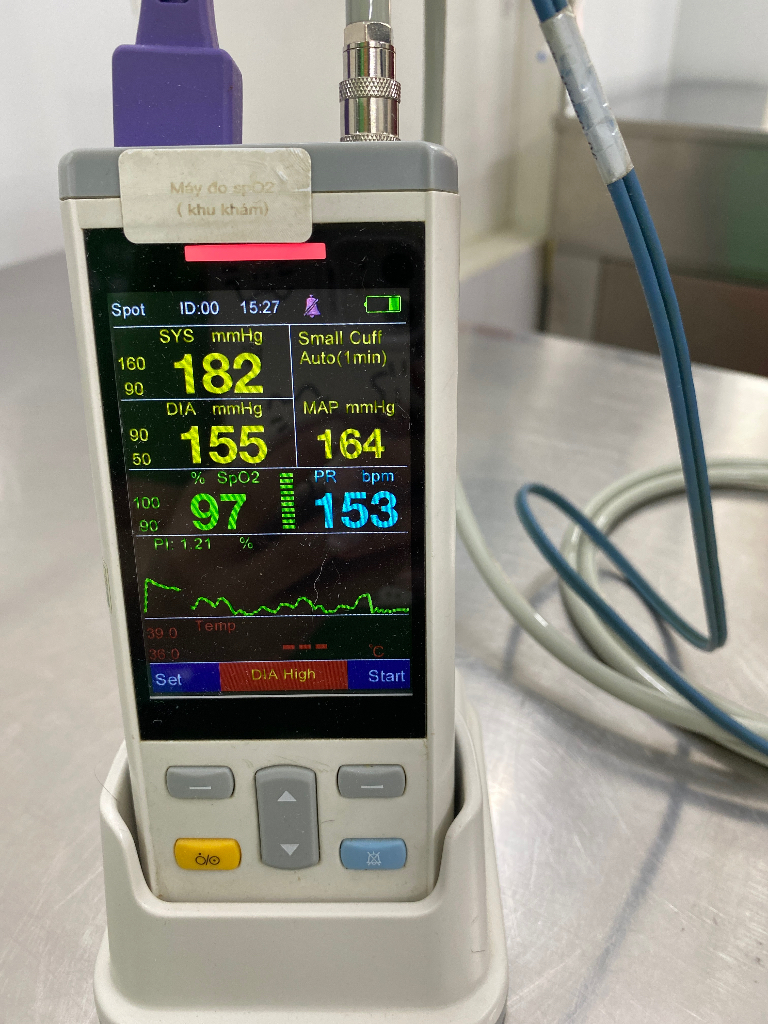 Máy đo spO2
( khu khám)
Spot ID:00 15:27
SYS mmHg
160
90
182
Small Cuff
Auto(1min)
DIA mmHg
90
50
155
MAP mmHg
164
% SpO2
100
90
97
PR bpm
153
PI: 1.21 %
39.0 Temp
36.0 --- °C
Set DIA High Start